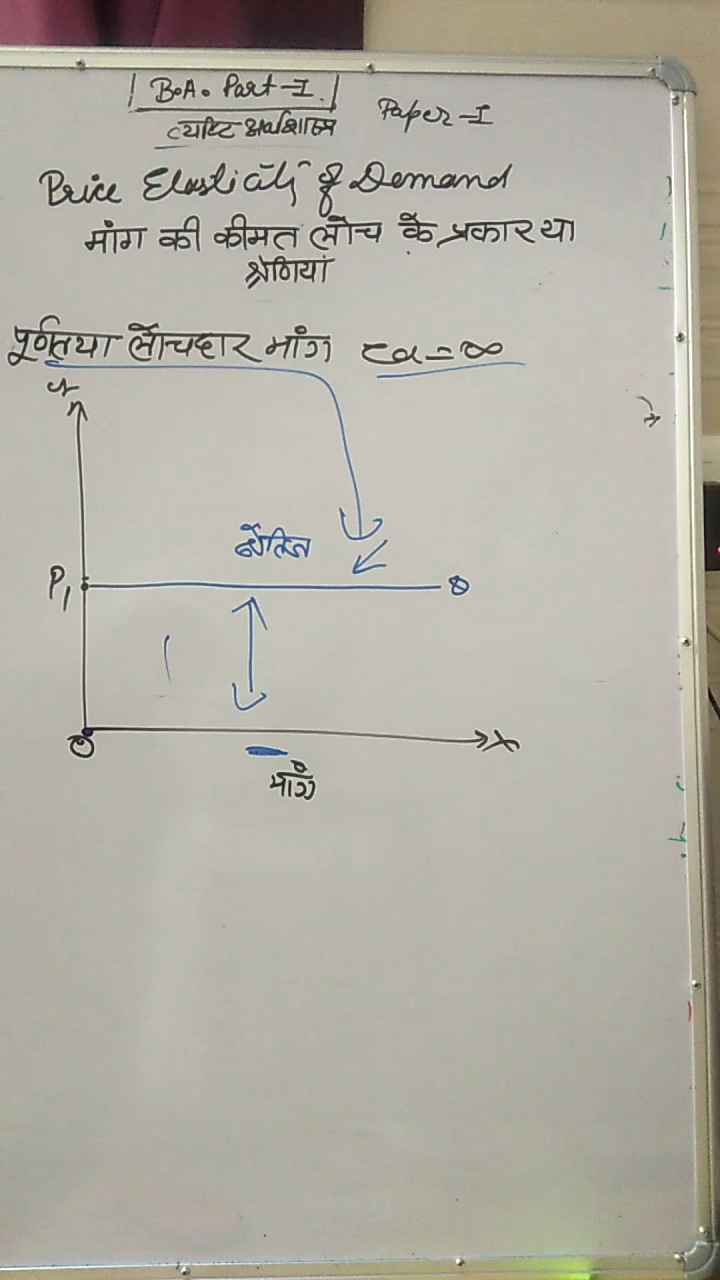 B.A. Part-I
व्यष्टि अर्थशास्त्र Paper-I
Price Elasticity of Demand
मांग की कीमत लोच के प्रकार या
श्रेणियां
पूर्णतया लोचदार मांग ed = ∞
Y
क्षैतिज
P1 D
O X
मांग